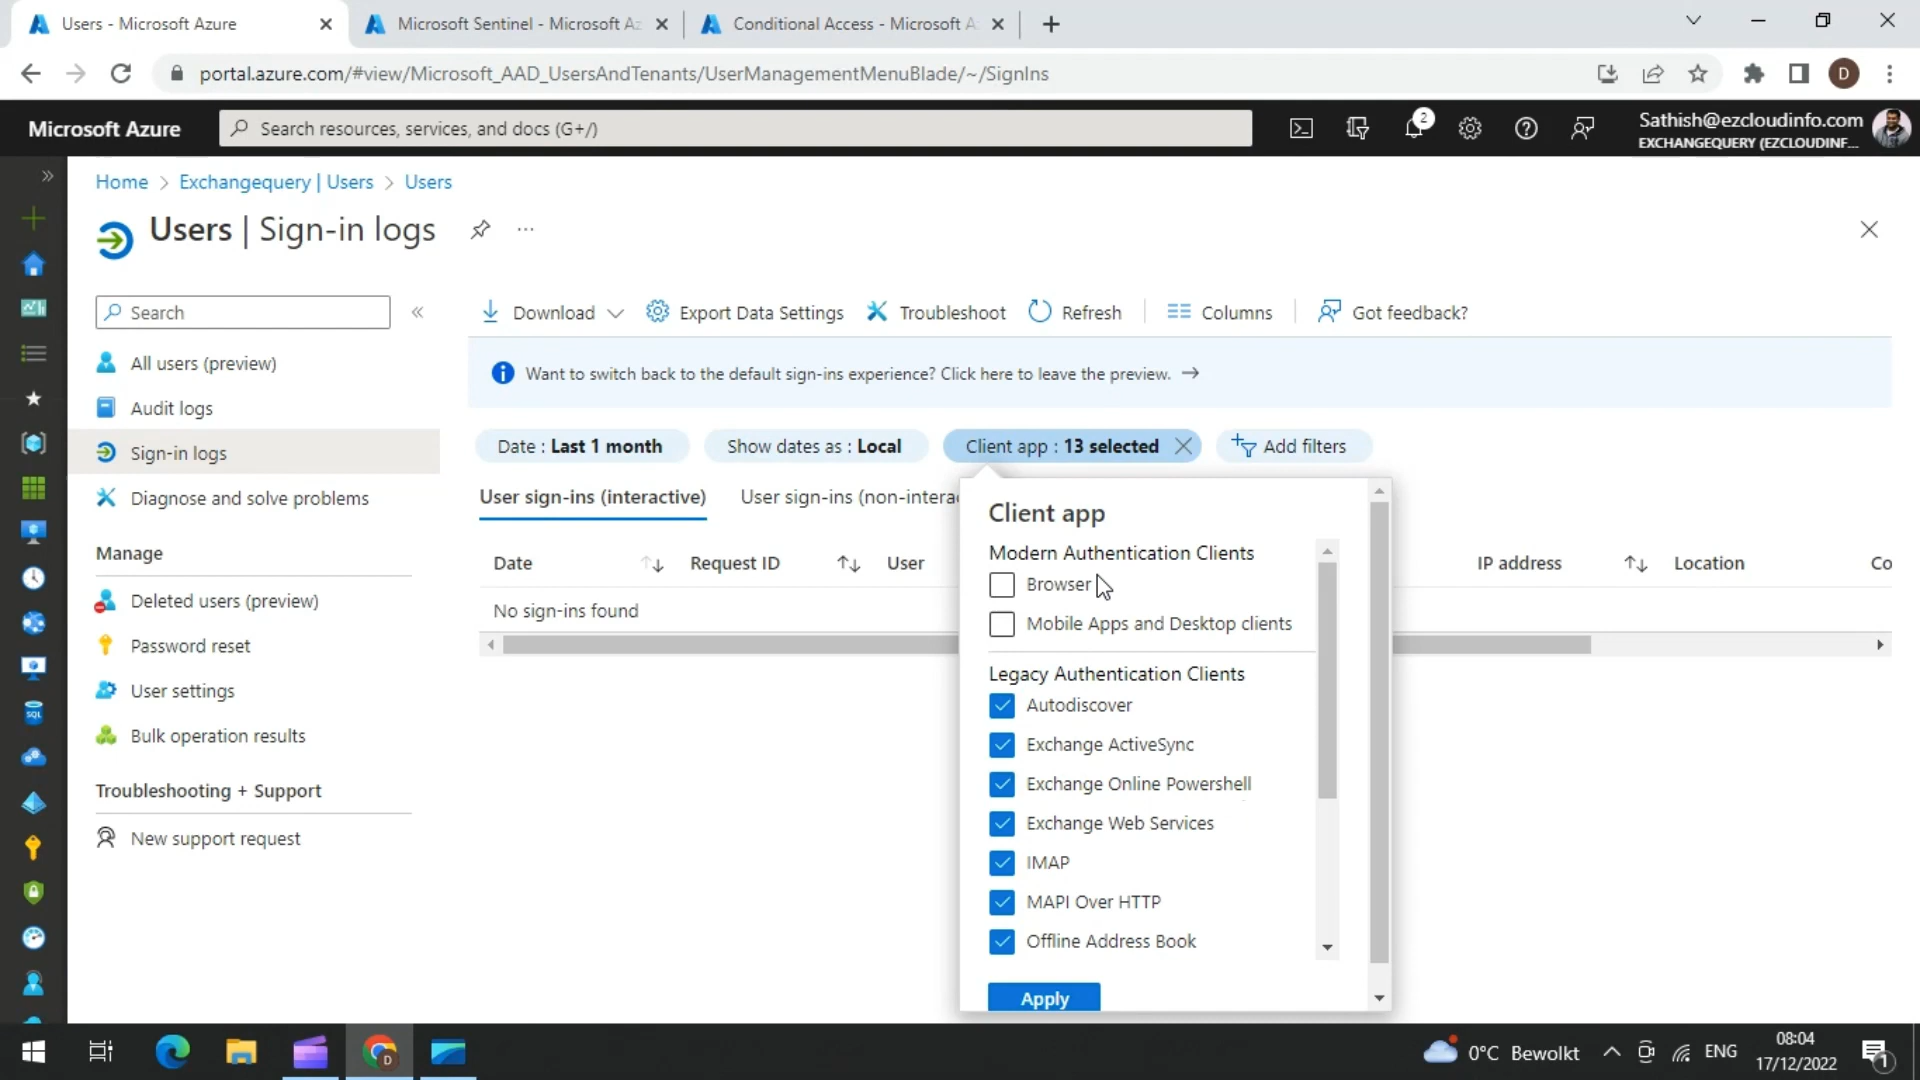 Users - Microsoft Azure
Microsoft Sentinel - Microsoft Az
Conditional Access - Microsoft A
portal.azure.com/#view/Microsoft_AAD_UsersAndTenants/UserManagementMenuBlade/~/SignIns
D
Microsoft Azure
Search resources, services, and docs (G+/)
2
Sathish@ezcloudinfo.com
EXCHANGEQUERY (EZCLOUDINF...
Home > Exchangequery | Users > Users
Users | Sign-in logs
Search
All users (preview)
Audit logs
Sign-in logs
Diagnose and solve problems
Manage
Deleted users (preview)
Password reset
User settings
Bulk operation results
Troubleshooting + Support
New support request
Download
Export Data Settings
Troubleshoot
Refresh
Columns
Got feedback?
Want to switch back to the default sign-ins experience? Click here to leave the preview. →
Date : Last 1 month
Show dates as : Local
Client app : 13 selected
Add filters
User sign-ins (interactive)
User sign-ins (non-intera
Date
Request ID
User
IP address
Location
Co
No sign-ins found
Client app
Modern Authentication Clients
Browser
Mobile Apps and Desktop clients
Legacy Authentication Clients
Autodiscover
Exchange ActiveSync
Exchange Online Powershell
Exchange Web Services
IMAP
MAPI Over HTTP
Offline Address Book
Apply
SQL
D
0°C Bewolkt
ENG
08:04
17/12/2022
1